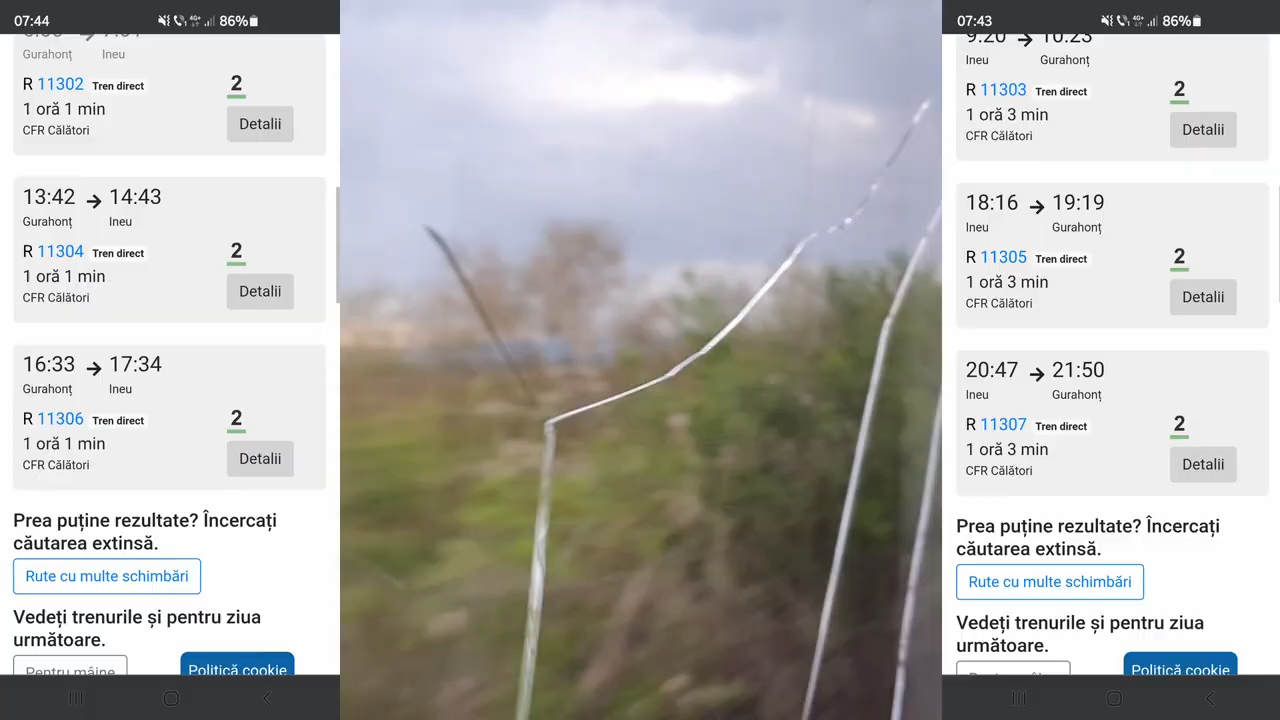 07:44
86%
Gurahonț
Ineu
R 11302 Tren direct
2
1 oră 1 min
Detalii
CFR Călători
13:42 → 14:43
Gurahonț
Ineu
R 11304 Tren direct
2
1 oră 1 min
Detalii
CFR Călători
16:33 → 17:34
Gurahonț
Ineu
R 11306 Tren direct
2
1 oră 1 min
Detalii
CFR Călători
Prea puține rezultate? Încercați
căutarea extinsă.
Rute cu multe schimbări
Vedeți trenurile și pentru ziua
următoare.
Pentru mâine
Politică cookie
07:43
86%
9:20 → 10:23
Ineu
Gurahonț
R 11303 Tren direct
2
1 oră 3 min
Detalii
CFR Călători
18:16 → 19:19
Ineu
Gurahonț
R 11305 Tren direct
2
1 oră 3 min
Detalii
CFR Călători
20:47 → 21:50
Ineu
Gurahonț
R 11307 Tren direct
2
1 oră 3 min
Detalii
CFR Călători
Prea puține rezultate? Încercați
căutarea extinsă.
Rute cu multe schimbări
Vedeți trenurile și pentru ziua
următoare.
Politică cookie